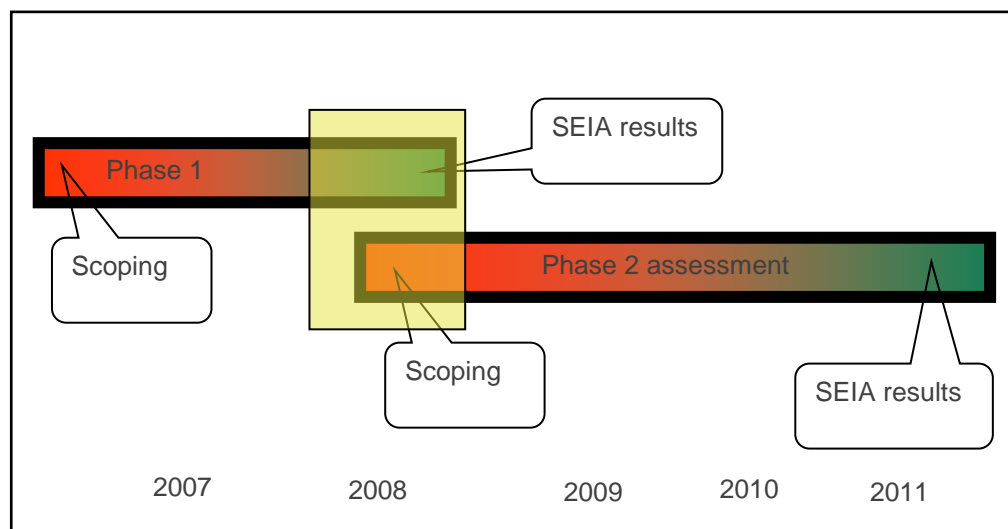 SEIA results
Phase 1
Scoping
Phase 2 assessment
Scoping
SEIA results
2007
2008
2009
2010
2011